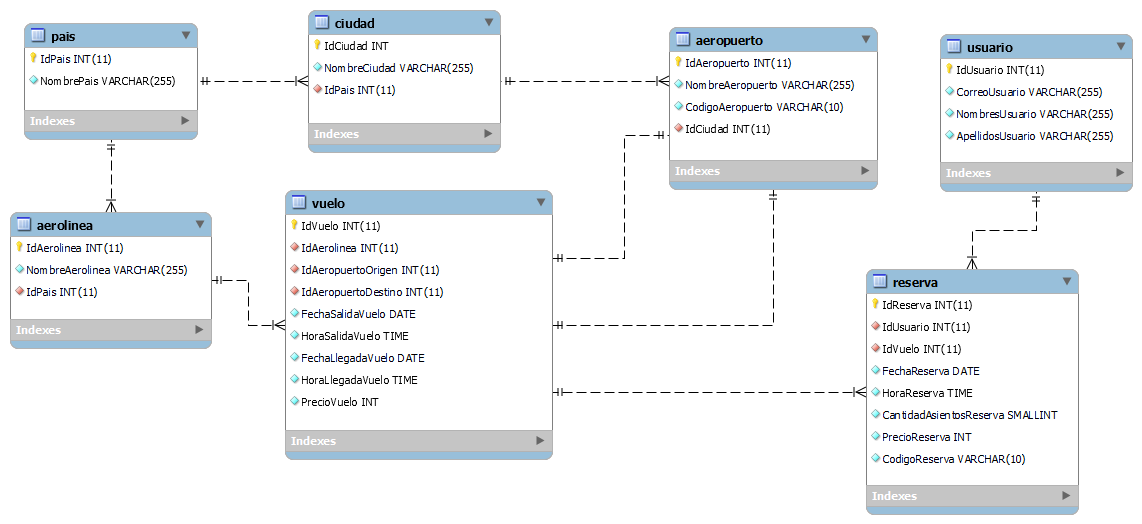 pais
IdPais INT(11)
NombrePais VARCHAR(255)
Indexes
ciudad
IdCiudad INT
NombreCiudad VARCHAR(255)
IdPais INT(11)
Indexes
aeropuerto
IdAeropuerto INT(11)
NombreAeropuerto VARCHAR(255)
CodigoAeropuerto VARCHAR(10)
IdCiudad INT(11)
Indexes
usuario
IdUsuario INT(11)
CorreoUsuario VARCHAR(255)
NombresUsuario VARCHAR(255)
ApellidosUsuario VARCHAR(255)
Indexes
aerolinea
IdAerolinea INT(11)
NombreAerolinea VARCHAR(255)
IdPais INT(11)
Indexes
vuelo
IdVuelo INT(11)
IdAerolinea INT(11)
IdAeropuertoOrigen INT(11)
IdAeropuertoDestino INT(11)
FechaSalidaVuelo DATE
HoraSalidaVuelo TIME
FechaLlegadaVuelo DATE
HoraLlegadaVuelo TIME
PrecioVuelo INT
Indexes
reserva
IdReserva INT(11)
IdUsuario INT(11)
IdVuelo INT(11)
FechaReserva DATE
HoraReserva TIME
CantidadAsientosReserva SMALLINT
PrecioReserva INT
CodigoReserva VARCHAR(10)
Indexes